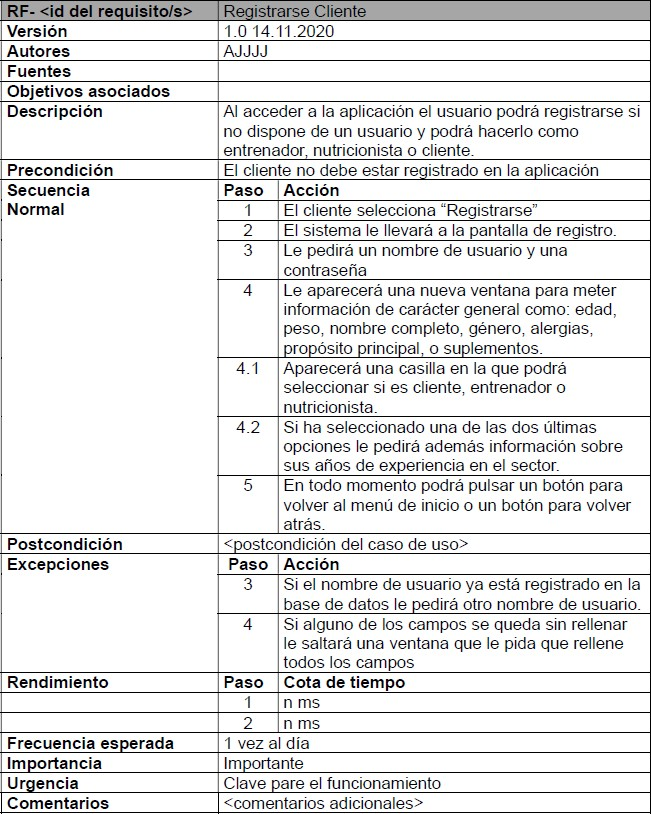 RF- <id del requisito/s> Registrarse Cliente
Versión 1.0 14.11.2020
Autores AJJJJ
Fuentes
Objetivos asociados
Descripción Al acceder a la aplicación el usuario podrá registrarse si
no dispone de un usuario y podrá hacerlo como
entrenador, nutricionista o cliente.
Precondición El cliente no debe estar registrado en la aplicación
Secuencia Paso Acción
Normal 1 El cliente selecciona “Registrarse”
2 El sistema le llevará a la pantalla de registro.
3 Le pedirá un nombre de usuario y una
contraseña
4 Le aparecerá una nueva ventana para meter
información de carácter general como: edad,
peso, nombre completo, género, alergias,
propósito principal, o suplementos.
4.1 Aparecerá una casilla en la que podrá
seleccionar si es cliente, entrenador o
nutricionista.
4.2 Si ha seleccionado una de las dos últimas
opciones le pedirá además información sobre
sus años de experiencia en el sector.
5 En todo momento podrá pulsar un botón para
volver al menú de inicio o un botón para volver
atrás.
Postcondición <postcondición del caso de uso>
Excepciones Paso Acción
3 Si el nombre de usuario ya está registrado en la
base de datos le pedirá otro nombre de usuario.
4 Si alguno de los campos se queda sin rellenar
le saltará una ventana que le pida que rellene
todos los campos
Rendimiento Paso Cota de tiempo
1 n ms
2 n ms
Frecuencia esperada 1 vez al día
Importancia Importante
Urgencia Clave pare el funcionamiento
Comentarios <comentarios adicionales>